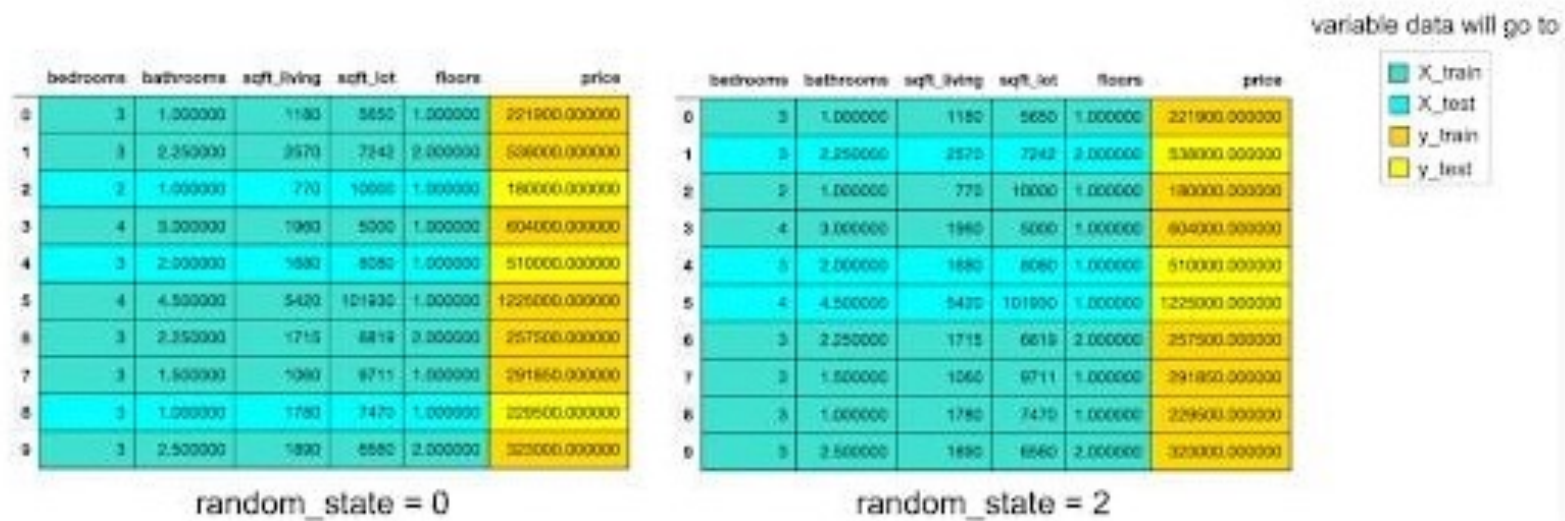 variable data will go to
X_train
X_test
y_train
y_test
bedrooms bathrooms sqft_living sqft_lot floors price
0 3 1.000000 1180 5650 1.000000 221900.000000
1 3 2.250000 2570 7242 2.000000 538000.000000
2 2 1.000000 770 10000 1.000000 180000.000000
3 4 3.000000 1960 5000 1.000000 604000.000000
4 3 2.000000 1680 8080 1.000000 510000.000000
5 4 4.500000 5420 101930 1.000000 1225000.000000
6 3 2.250000 1715 6819 2.000000 257500.000000
7 3 1.500000 1060 9711 1.000000 291850.000000
8 3 1.000000 1780 7470 1.000000 229500.000000
9 3 2.500000 1890 6560 2.000000 323000.000000
random_state = 0
bedrooms bathrooms sqft_living sqft_lot floors price
0 3 1.000000 1180 5650 1.000000 221900.000000
1 3 2.250000 2570 7242 2.000000 538000.000000
2 2 1.000000 770 10000 1.000000 180000.000000
3 4 3.000000 1960 5000 1.000000 604000.000000
4 3 2.000000 1680 8080 1.000000 510000.000000
5 4 4.500000 5420 101930 1.000000 1225000.000000
6 3 2.250000 1715 6819 2.000000 257500.000000
7 3 1.500000 1060 9711 1.000000 291850.000000
8 3 1.000000 1780 7470 1.000000 229500.000000
9 3 2.500000 1890 6560 2.000000 323000.000000
random_state = 2